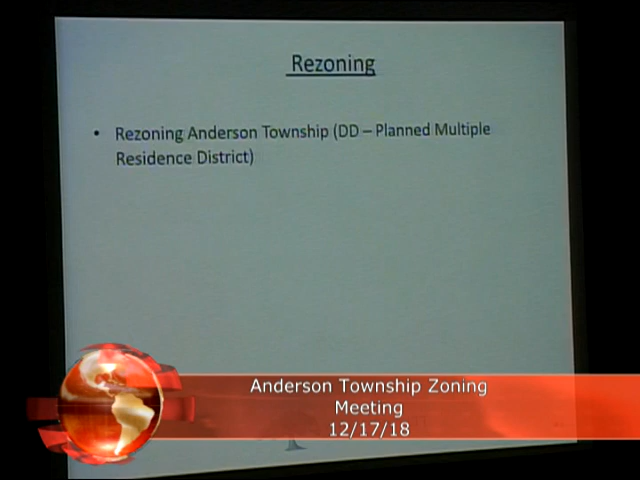 Rezoning
• Rezoning Anderson Township (DD – Planned Multiple
Residence District)
Anderson Township Zoning
Meeting
12/17/18